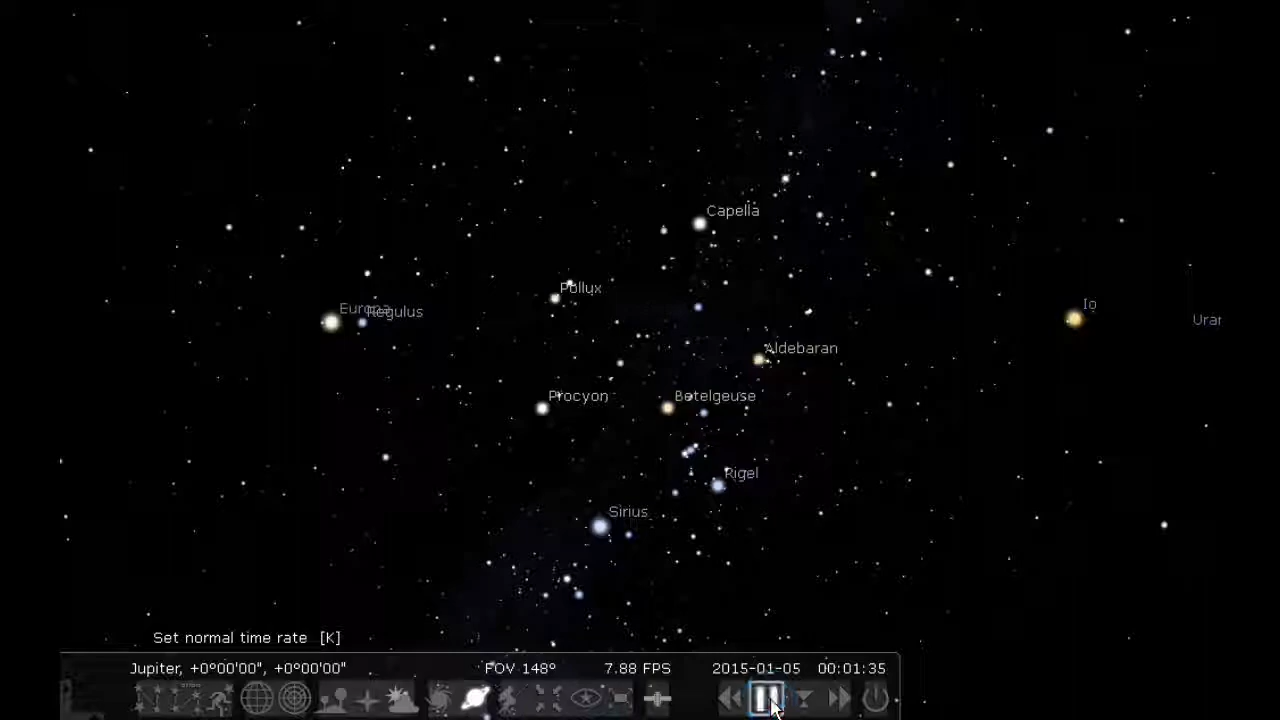 Capella
Pollux
Io
Europa
Regulus
Uran
Aldebaran
Procyon
Betelgeuse
Rigel
Sirius
Set normal time rate [K]
Jupiter, +0°00'00", +0°00'00" FOV 148° 7.88 FPS 2015-01-05 00:01:35